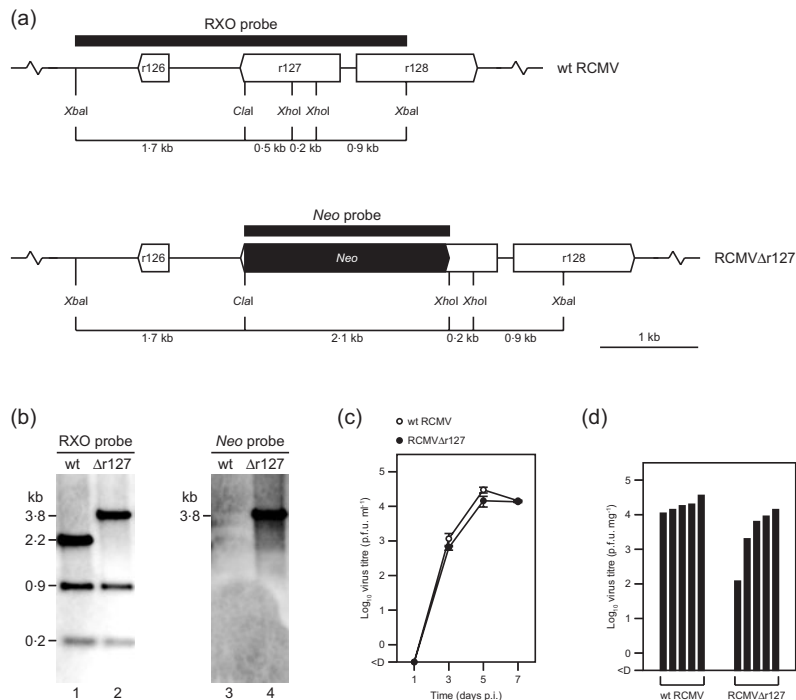 (a)
RXO probe
r126
r127
r128
wt RCMV
XbaI
ClaI
XhoI
XhoI
XbaI
1·7 kb
0·5 kb
0·2 kb
0·9 kb
Neo probe
r126
Neo
r128
RCMVΔr127
XbaI
ClaI
XhoI
XhoI
XbaI
1·7 kb
2·1 kb
0·2 kb
0·9 kb
1 kb
(b)
RXO probe
wt Δr127
kb
3·8
2·2
0·9
0·2
1 2
Neo probe
wt Δr127
kb
3·8
3 4
(c)
wt RCMV
RCMVΔr127
Log10 virus titre (p.f.u. ml−1)
5
4
3
2
1
0
<D
1 3 5 7
Time (days p.i.)
(d)
Log10 virus titre (p.f.u. mg−1)
5
4
3
2
1
0
<D
wt RCMV
RCMVΔr127